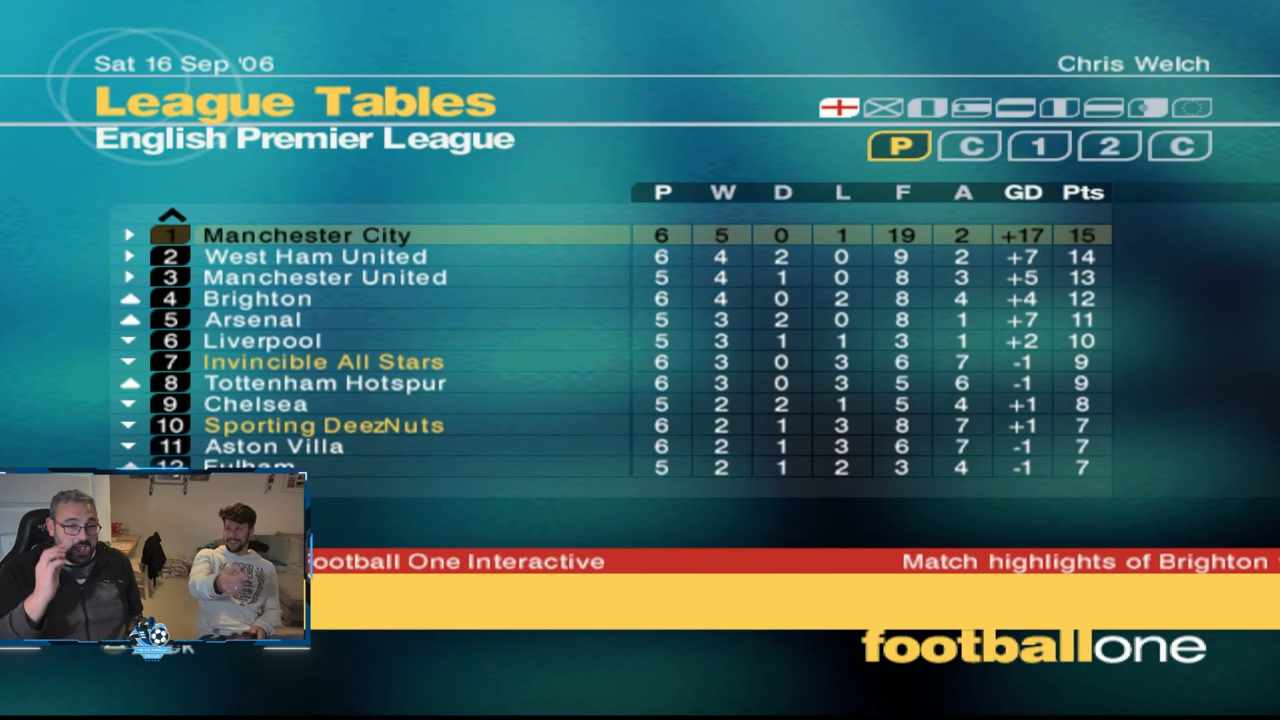 Sat 16 Sep '06
Chris Welch
League Tables
English Premier League
P C 1 2 C
P W D L F A GD Pts
1 Manchester City 6 5 0 1 19 2 +17 15
2 West Ham United 6 4 2 0 9 2 +7 14
3 Manchester United 5 4 1 0 8 3 +5 13
4 Brighton 6 4 0 2 8 4 +4 12
5 Arsenal 5 3 2 0 8 1 +7 11
6 Liverpool 5 3 1 1 3 1 +2 10
7 Invincible All Stars 6 3 0 3 6 7 -1 9
8 Tottenham Hotspur 6 3 0 3 5 6 -1 9
9 Chelsea 5 2 2 1 5 4 +1 8
10 Sporting DeezNuts 6 2 1 3 8 7 +1 7
11 Aston Villa 6 2 1 3 6 7 -1 7
12 Fulham 5 2 1 2 3 4 -1 7
ootball One Interactive
Match highlights of Brighton
footballone